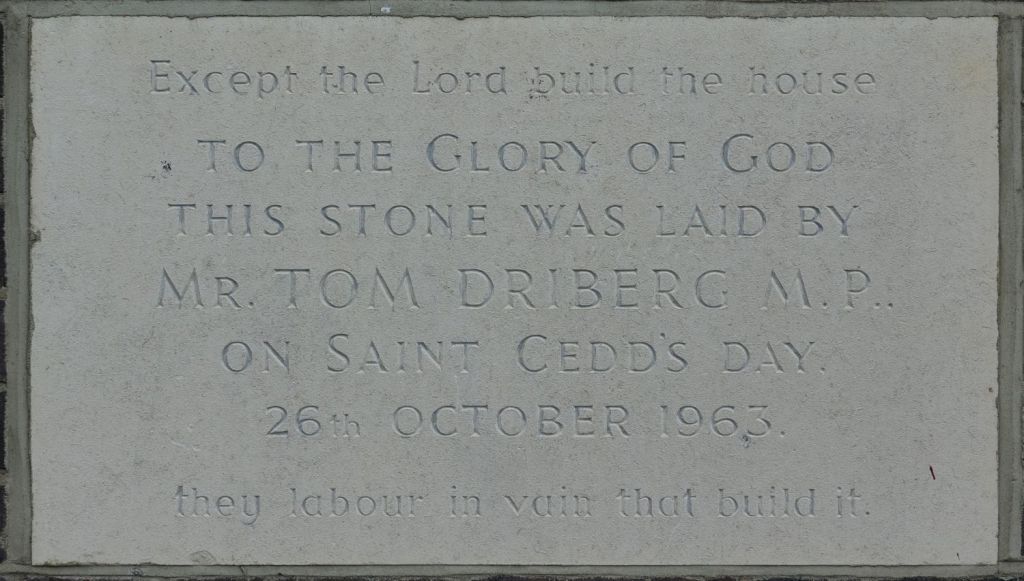 Except the Lord build the house
TO THE GLORY OF GOD
THIS STONE WAS LAID BY
MR. TOM DRIBERG M.P..
ON SAINT CEDD'S DAY.
26th OCTOBER 1963.
they labour in vain that build it.